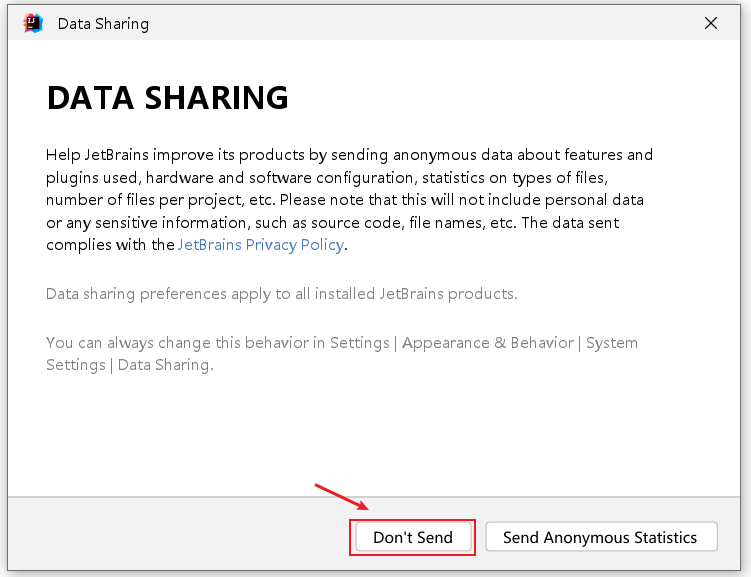 Data Sharing
DATA SHARING
Help JetBrains improve its products by sending anonymous data about features and
plugins used, hardware and software configuration, statistics on types of files,
number of files per project, etc. Please note that this will not include personal data
or any sensitive information, such as source code, file names, etc. The data sent
complies with the JetBrains Privacy Policy.
Data sharing preferences apply to all installed JetBrains products.
You can always change this behavior in Settings | Appearance & Behavior | System
Settings | Data Sharing.
Don't Send
Send Anonymous Statistics